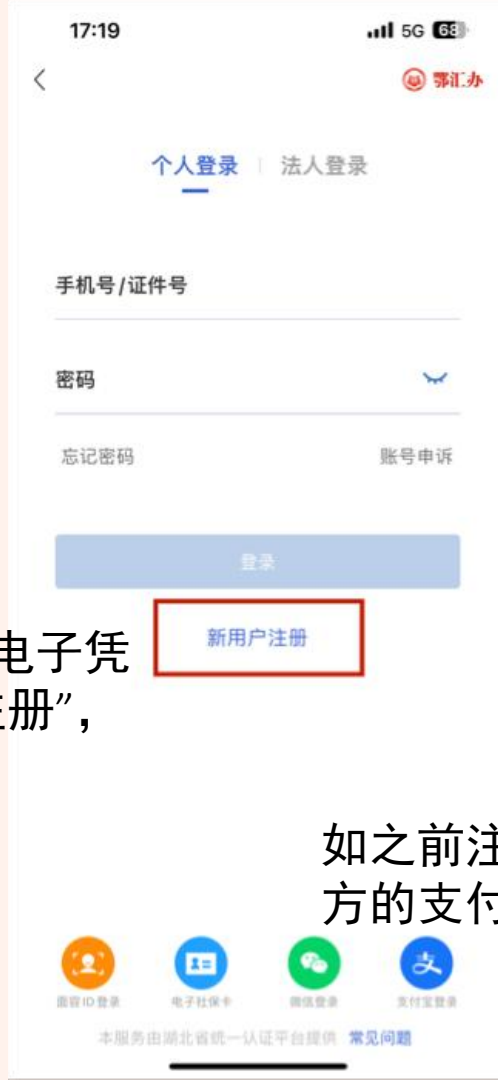 17:19
5G 63
鄂汇办
个人登录 法人登录
手机号/证件号
密码
忘记密码 账号申诉
登录
新用户注册
电子凭
注册”，
如之前注
方的支付
面容ID登录 电子社保卡 微信登录 支付宝登录
本服务由湖北省统一认证平台提供 常见问题